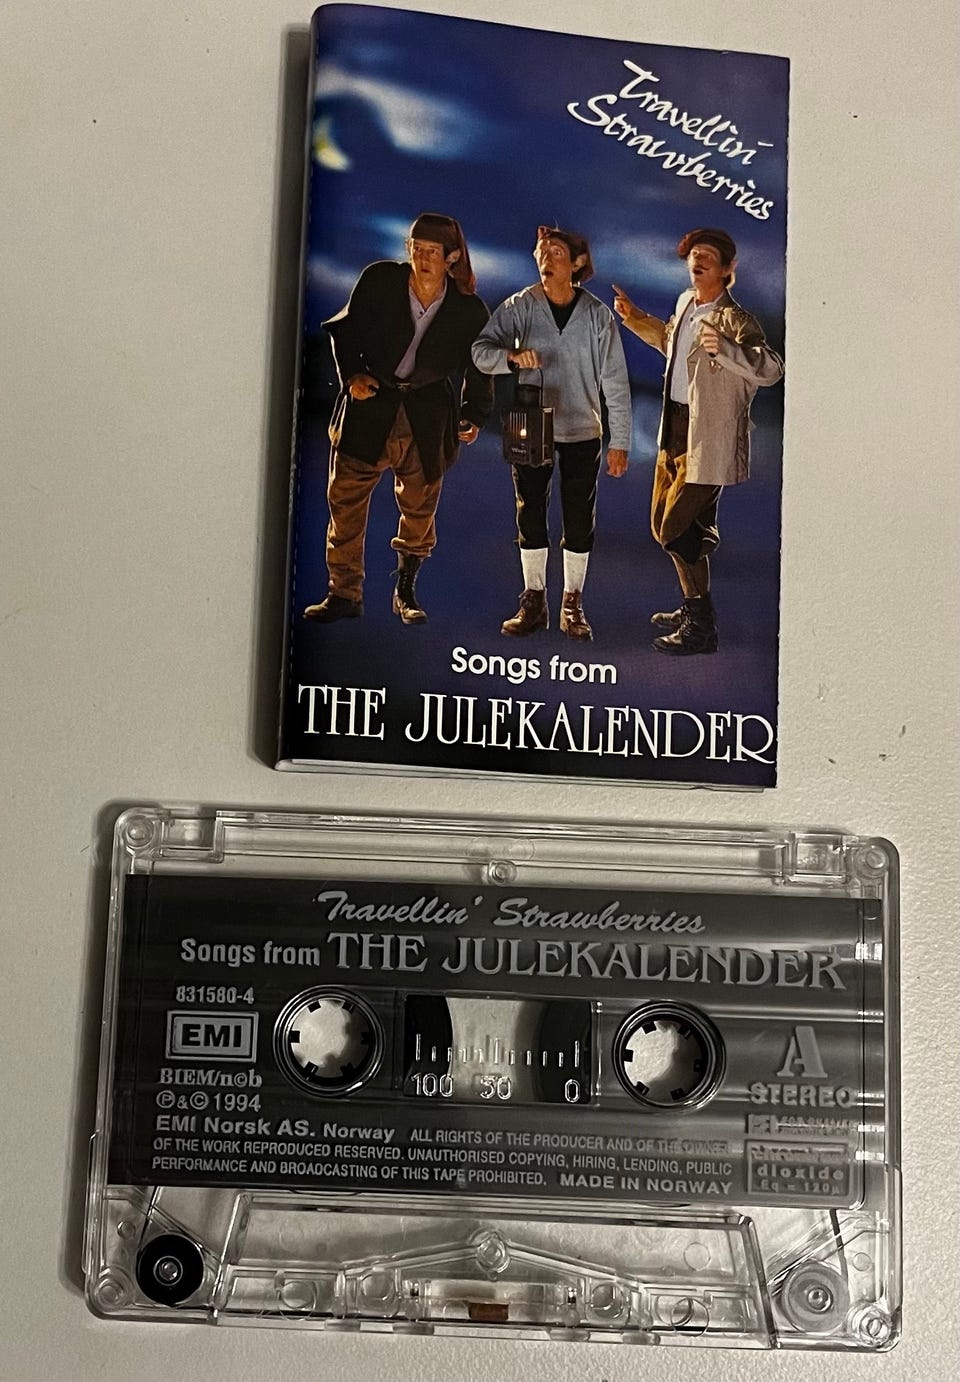 Travellin'
Strawberries
Songs from
THE JULEKALENDER
Travellin' Strawberries
Songs from THE JULEKALENDER
831580-4
EMI
BIEM/n©b
℗&© 1994
EMI Norsk AS. Norway ALL RIGHTS OF THE PRODUCER AND OF THE OWNER
OF THE WORK REPRODUCED RESERVED. UNAUTHORISED COPYING, HIRING, LENDING, PUBLIC
PERFORMANCE AND BROADCASTING OF THIS TAPE PROHIBITED. MADE IN NORWAY
100 50 0
A
STEREO
dioxide
Eq = 120µ